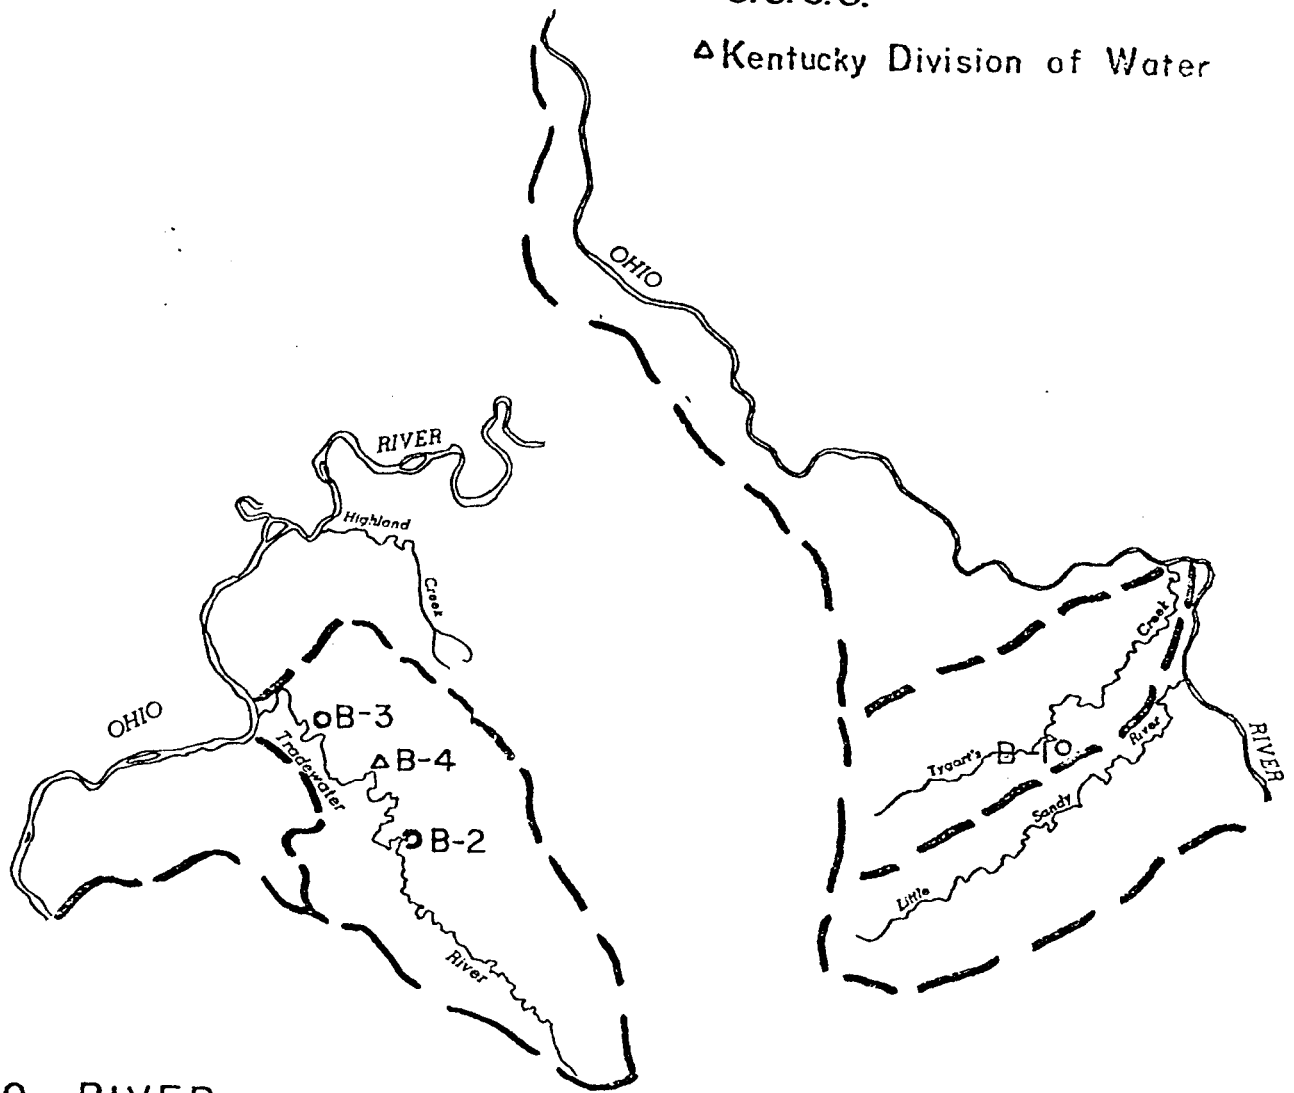 △ Kentucky Division of Water
OHIO
RIVER
Highland
Creek
Creek
OHIO
B-3
Tradewater
B-4
B-2
River
Tygart's
River
RIVER
Sandy
Little
RIVER